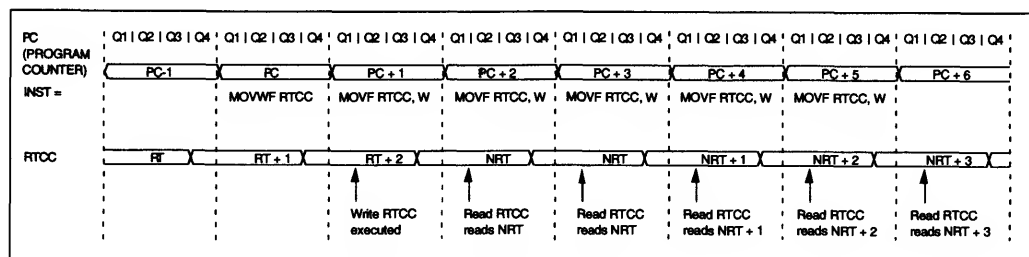 PC Q1 | Q2 | Q3 | Q4 Q1 | Q2 | Q3 | Q4 Q1 | Q2 | Q3 | Q4 Q1 | Q2 | Q3 | Q4 Q1 | Q2 | Q3 | Q4 Q1 | Q2 | Q3 | Q4 Q1 | Q2 | Q3 | Q4 Q1 | Q2 | Q3 | Q4
(PROGRAM
COUNTER) PC-1 PC PC + 1 PC + 2 PC + 3 PC + 4 PC + 5 PC + 6
INST = MOVWF RTCC MOVF RTCC, W MOVF RTCC, W MOVF RTCC, W MOVF RTCC, W MOVF RTCC, W
RTCC RT RT + 1 RT + 2 NRT NRT NRT + 1 NRT + 2 NRT + 3
Write RTCC Read RTCC Read RTCC Read RTCC Read RTCC Read RTCC
executed reads NRT reads NRT reads NRT + 1 reads NRT + 2 reads NRT + 3